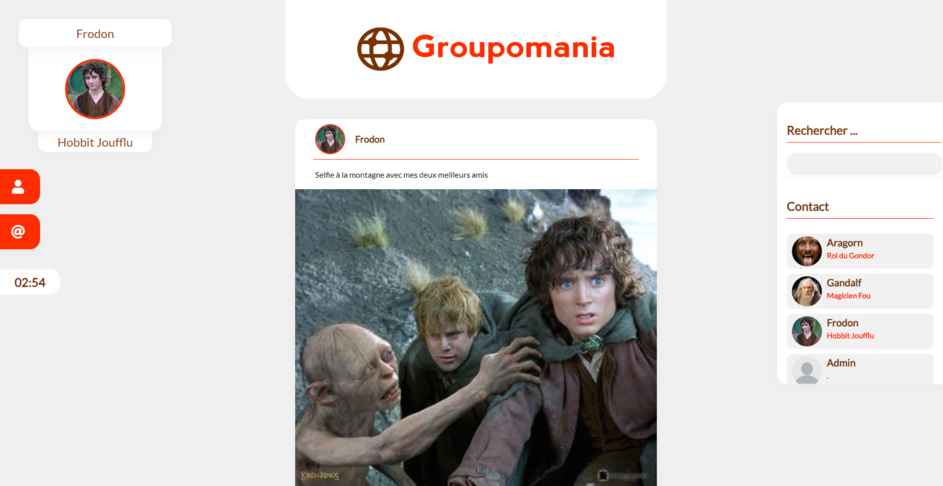 Frodon
Hobbit Joufflu
@
02:54
Groupomania
Frodon
Selfie à la montagne avec mes deux meilleurs amis
Rechercher ...
Contact
Aragorn
Roi du Gondor
Gandalf
Magicien Fou
Frodon
Hobbit Joufflu
Admin
.